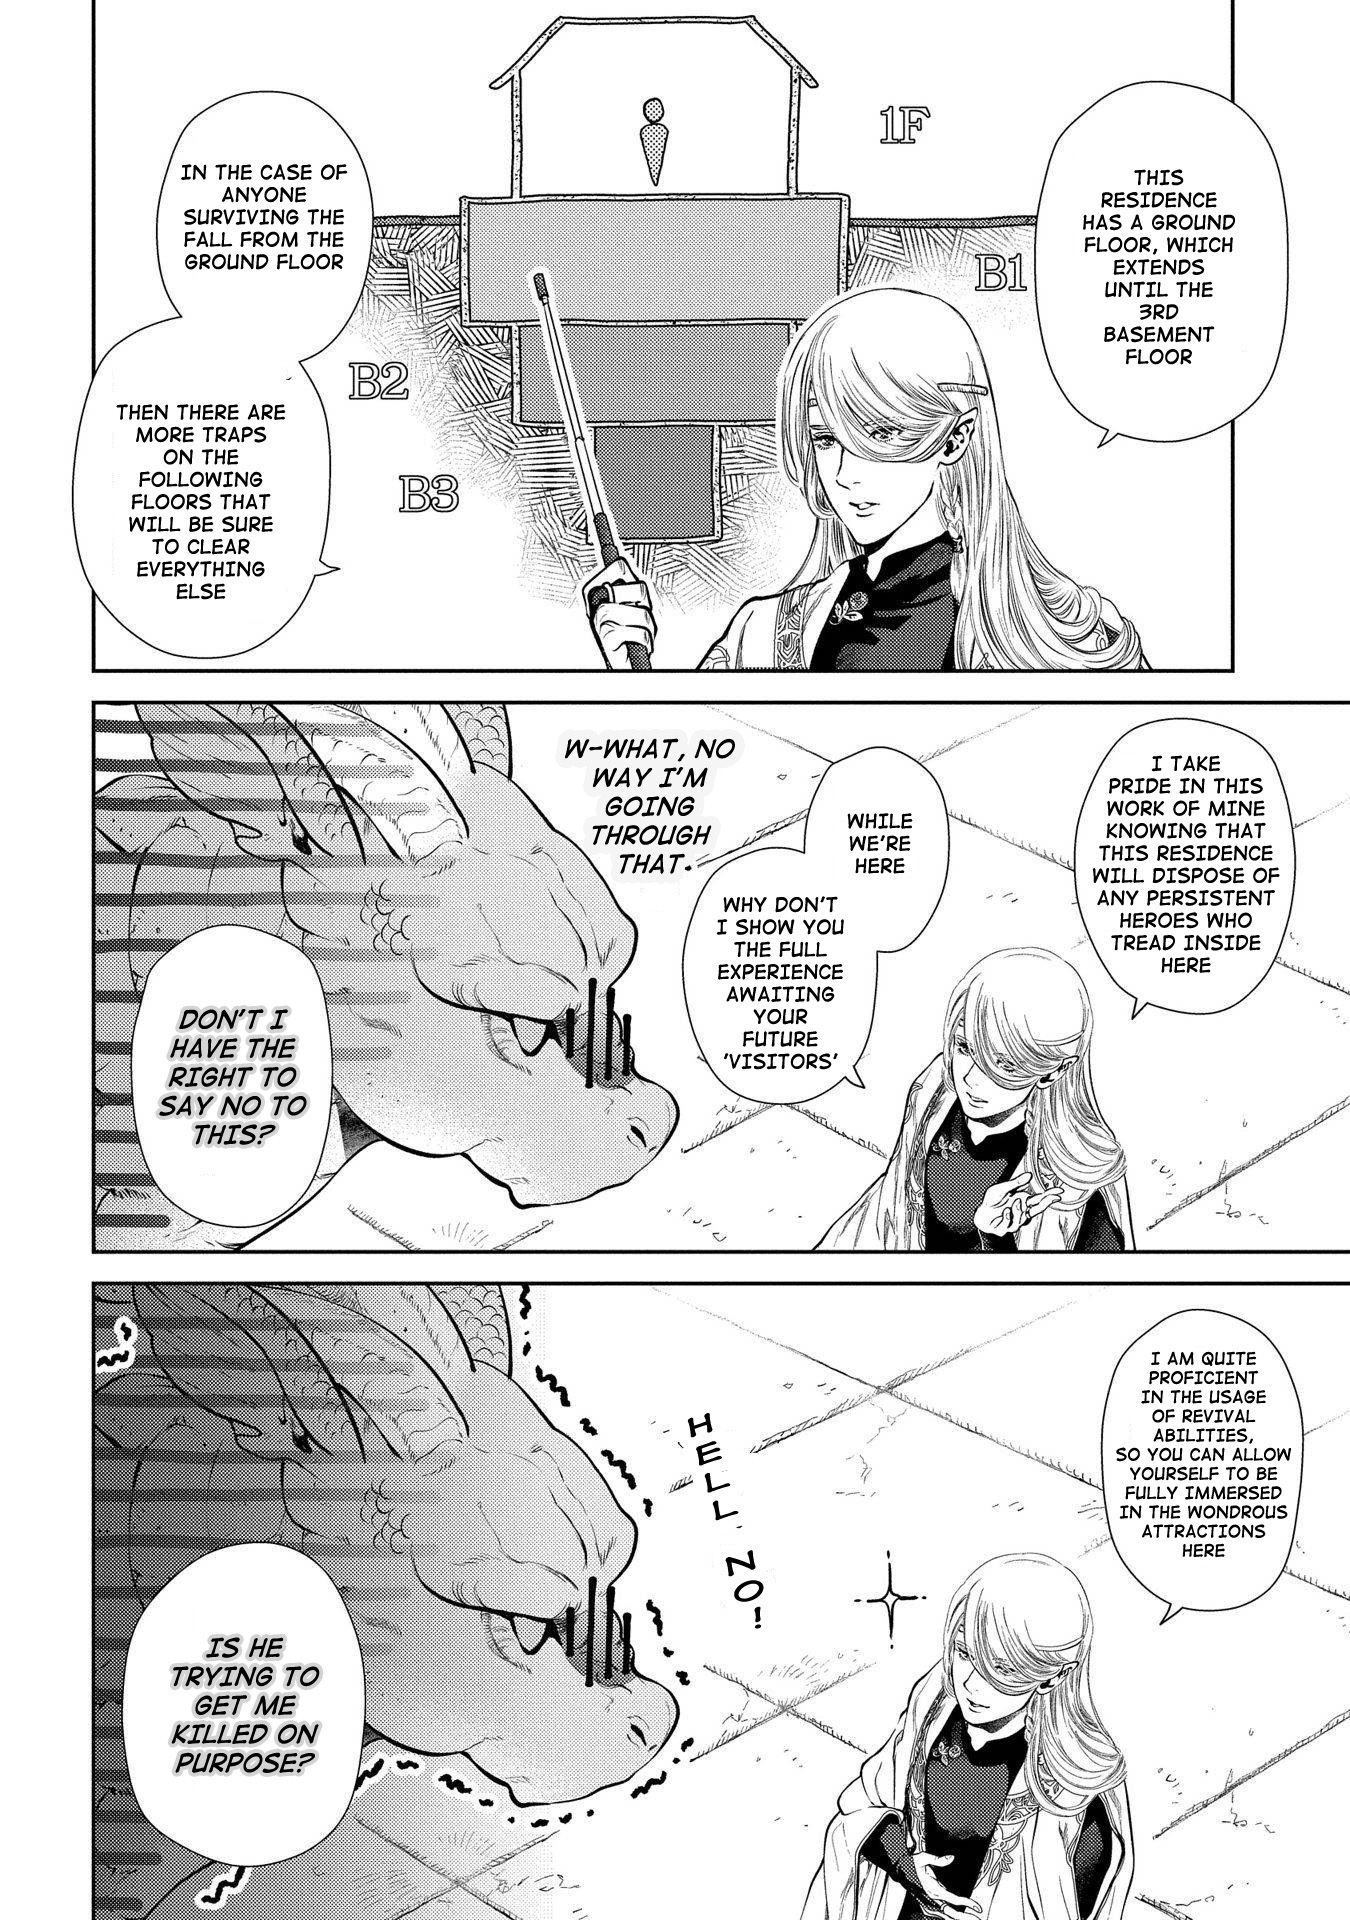 THIS
RESIDENCE
HAS A GROUND
FLOOR, WHICH
EXTENDS
UNTIL THE
3RD
BASEMENT
FLOOR
1F
B1
B2
B3
IN THE CASE OF
ANYONE
SURVIVING THE
FALL FROM THE
GROUND FLOOR
THEN THERE ARE
MORE TRAPS
ON THE
FOLLOWING
FLOORS THAT
WILL BE SURE
TO CLEAR
EVERYTHING
ELSE
I TAKE
PRIDE IN THIS
WORK OF MINE
KNOWING THAT
THIS RESIDENCE
WILL DISPOSE OF
ANY PERSISTENT
HEROES WHO
TREAD INSIDE
HERE
WHILE
WE'RE
HERE
WHY DON'T
I SHOW YOU
THE FULL
EXPERIENCE
AWAITING
YOUR
FUTURE
'VISITORS'
W-WHAT, NO
WAY I'M
GOING
THROUGH
THAT.
DON'T I
HAVE THE
RIGHT TO
SAY NO TO
THIS?
I AM QUITE
PROFICIENT
IN THE USAGE
OF REVIVAL
ABILITIES,
SO YOU CAN ALLOW
YOURSELF TO BE
FULLY IMMERSED
IN THE WONDROUS
ATTRACTIONS
HERE
HELL NO!
IS HE
TRYING TO
GET ME
KILLED ON
PURPOSE?